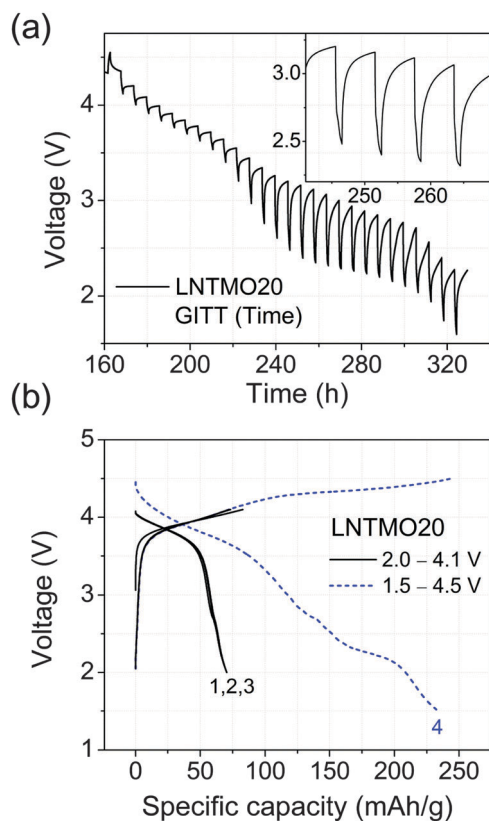 (a)
Voltage (V)
4
3
2
3.0
2.5
250
260
LNTMO20
GITT (Time)
160
200
240
280
320
Time (h)
(b)
Voltage (V)
5
4
3
2
1
LNTMO20
2.0 – 4.1 V
1.5 – 4.5 V
1,2,3
4
0
50
100
150
200
250
Specific capacity (mAh/g)